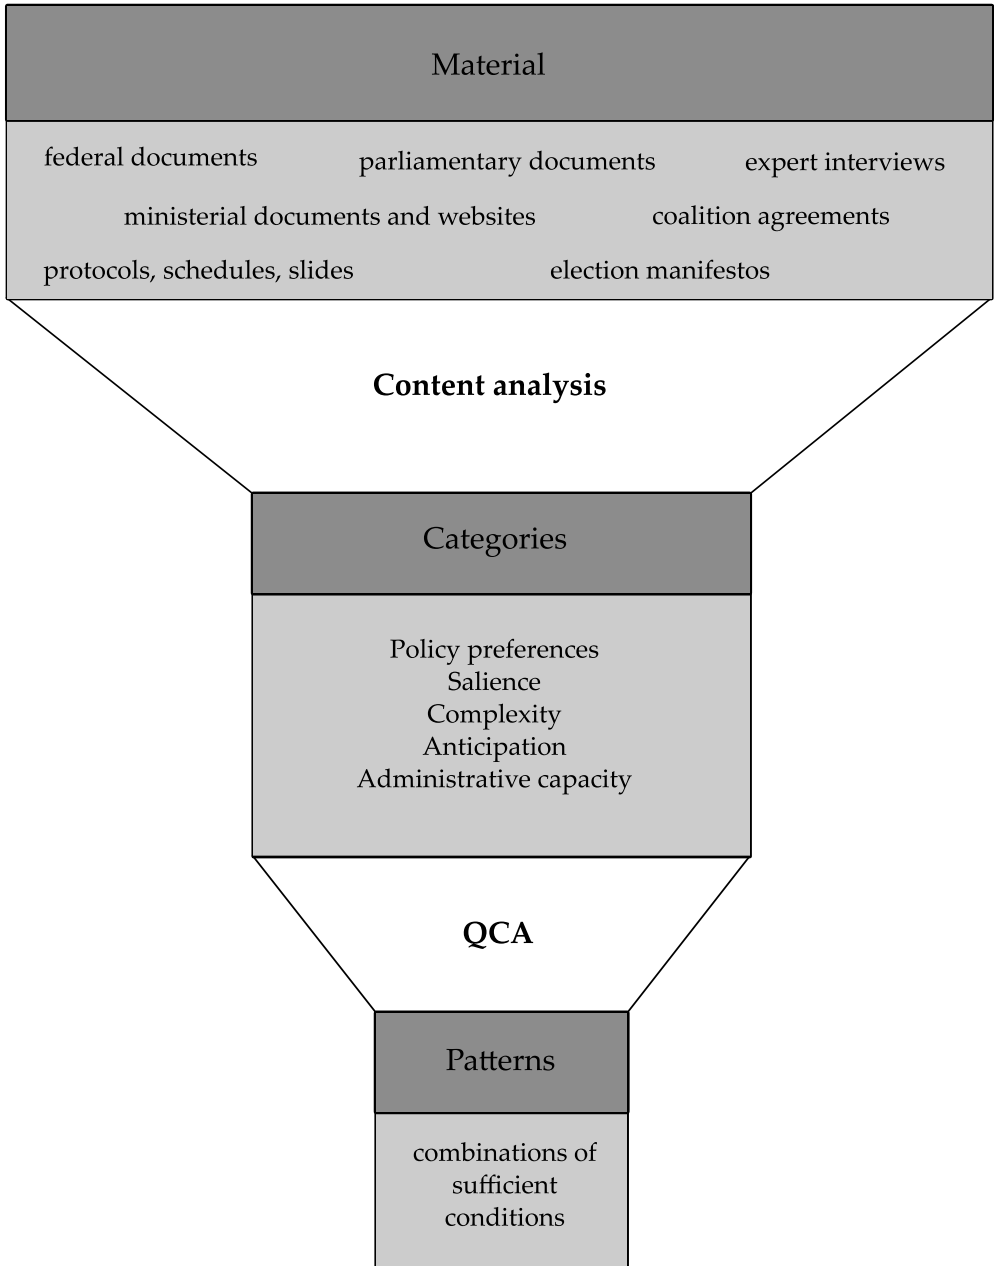 Material
federal documents
parliamentary documents
expert interviews
ministerial documents and websites
coalition agreements
protocols, schedules, slides
election manifestos
Content analysis
Categories
Policy preferences
Salience
Complexity
Anticipation
Administrative capacity
QCA
Patterns
combinations of
sufficient
conditions